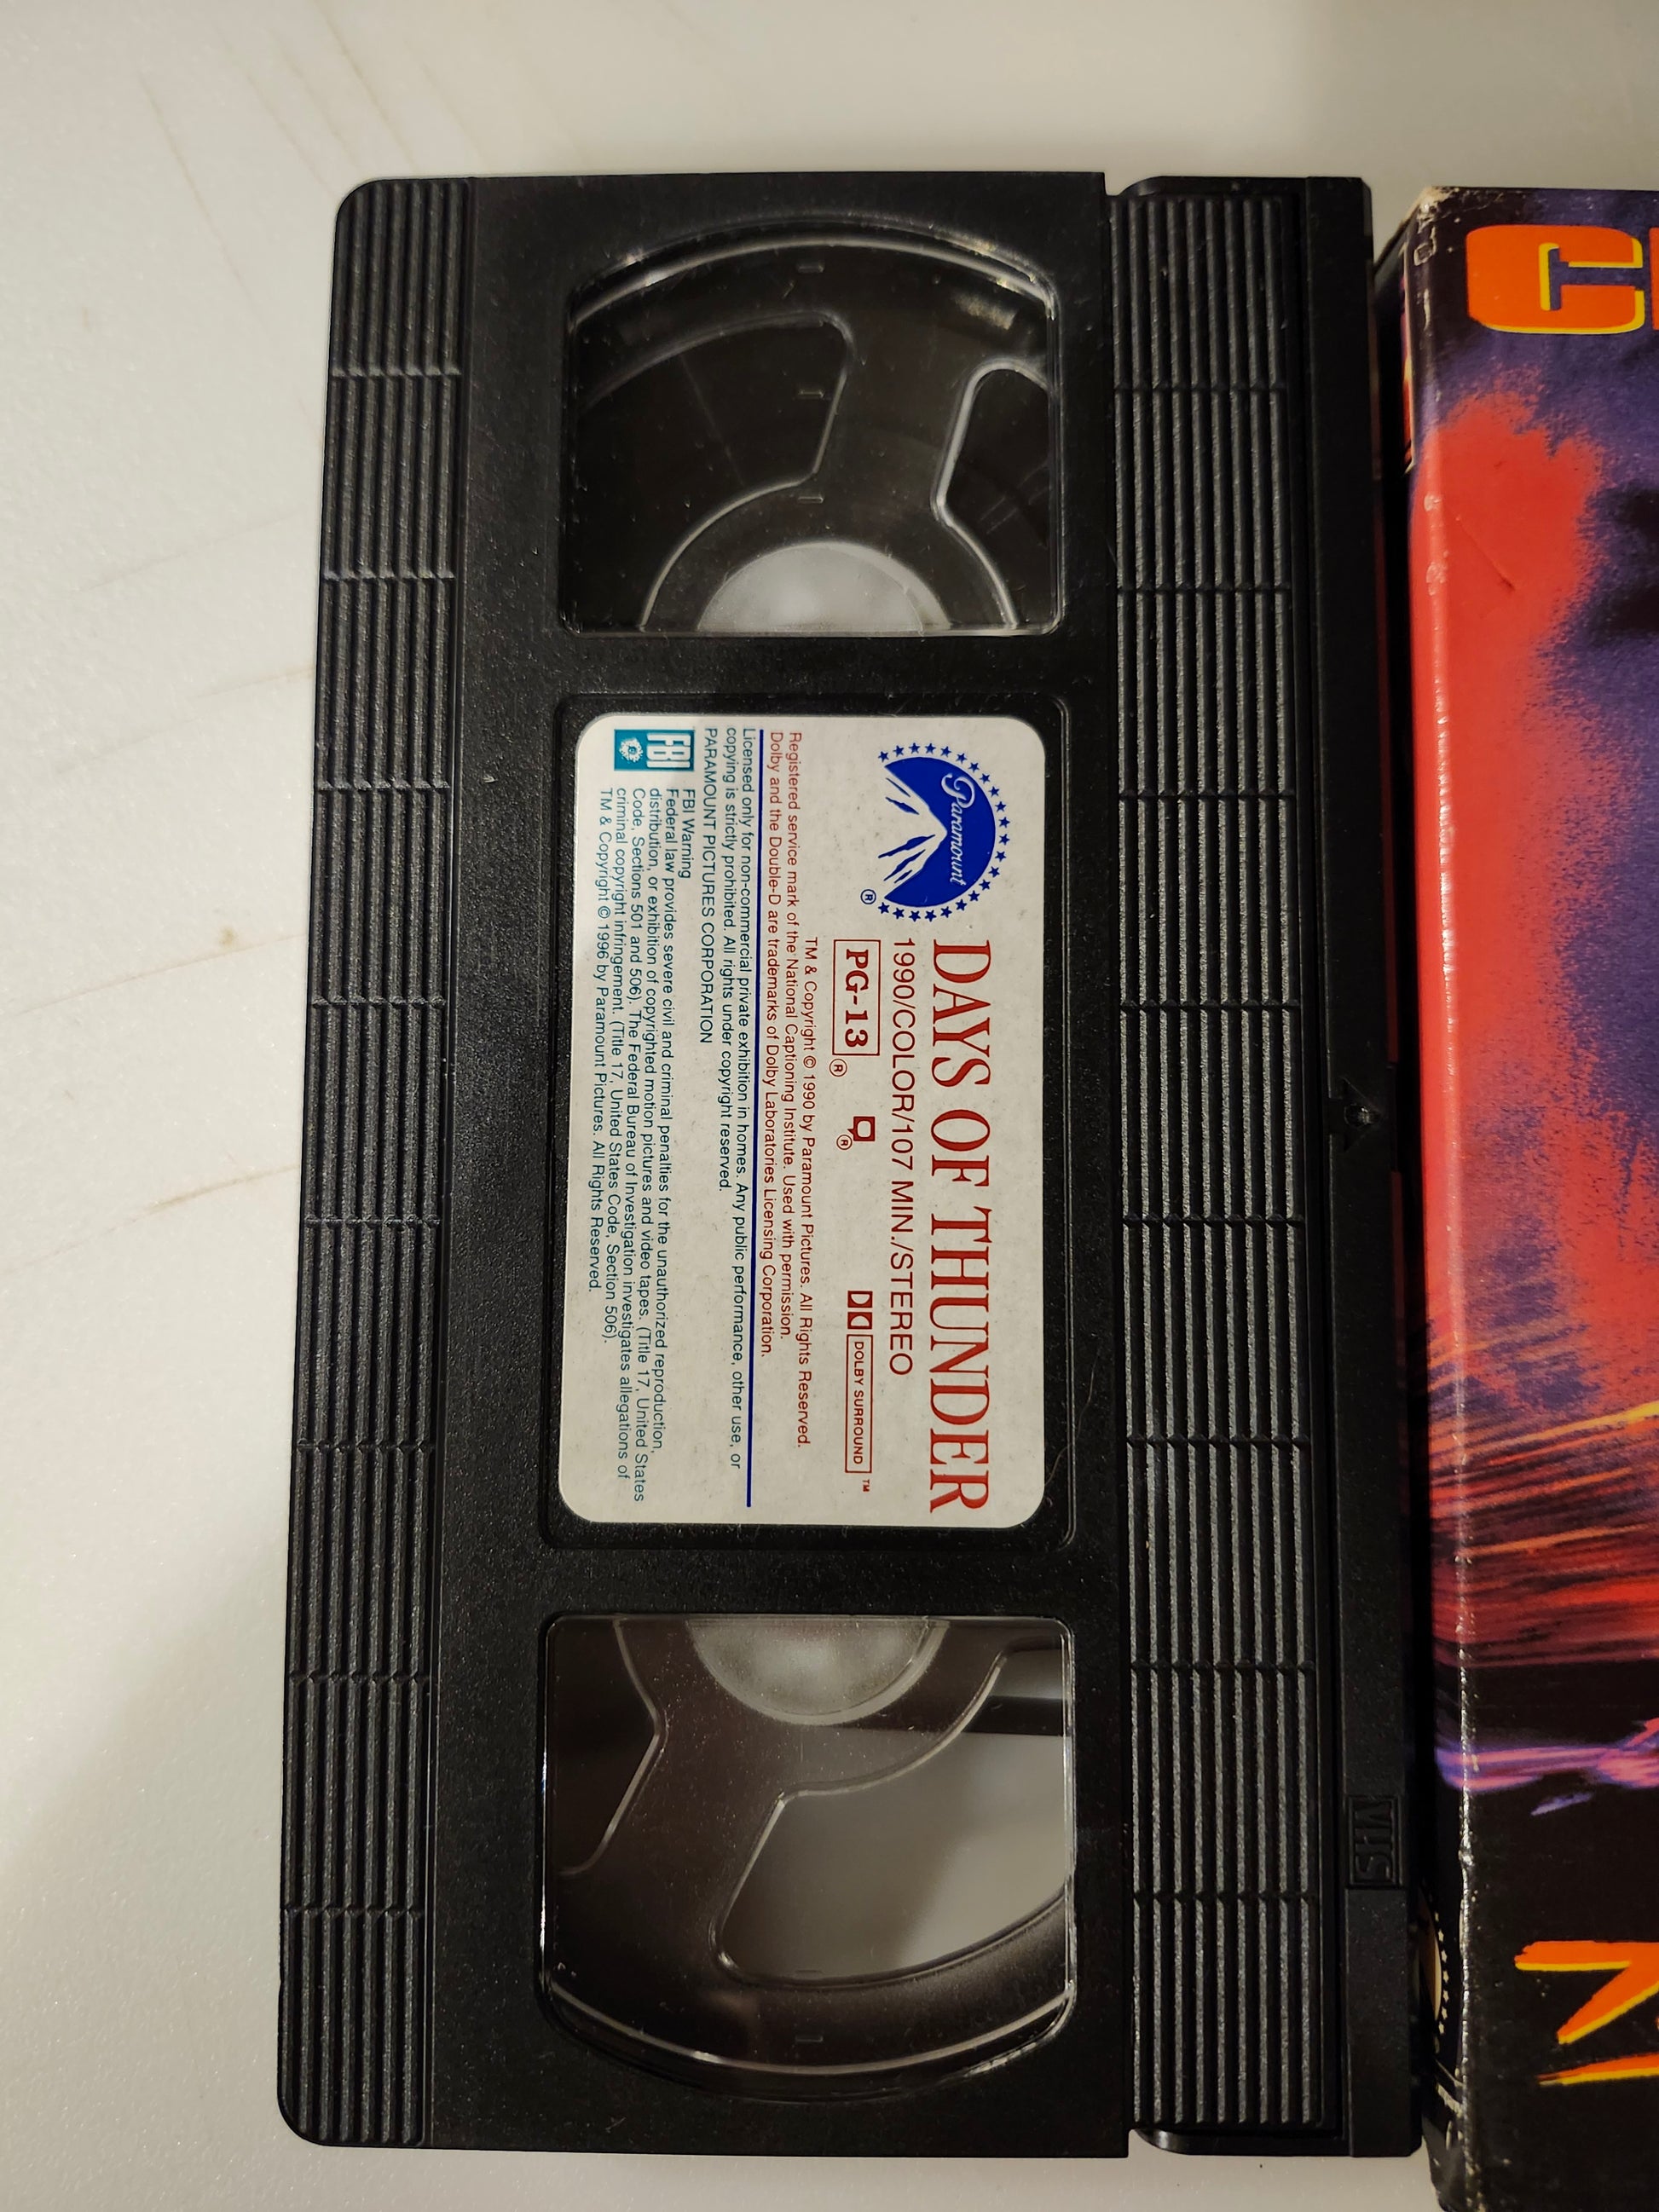 Paramount
®
DAYS OF THUNDER
1990/COLOR/107 MIN./STEREO
PG-13 ® ® DOLBY SURROUND ™
TM & Copyright © 1990 by Paramount Pictures. All Rights Reserved.
Registered service mark of the National Captioning Institute. Used with permission.
Dolby and the Double-D are trademarks of Dolby Laboratories Licensing Corporation.
Licensed only for non-commercial private exhibition in homes. Any public performance, other use, or
copying is strictly prohibited. All rights under copyright reserved.
PARAMOUNT PICTURES CORPORATION
FBI
FBI Warning
Federal law provides severe civil and criminal penalties for the unauthorized reproduction,
distribution, or exhibition of copyrighted motion pictures and video tapes. (Title 17, United States
Code, Sections 501 and 506). The Federal Bureau of Investigation investigates allegations of
criminal copyright infringement. (Title 17, United States Code, Section 506).
TM & Copyright © 1996 by Paramount Pictures. All Rights Reserved.
VHS